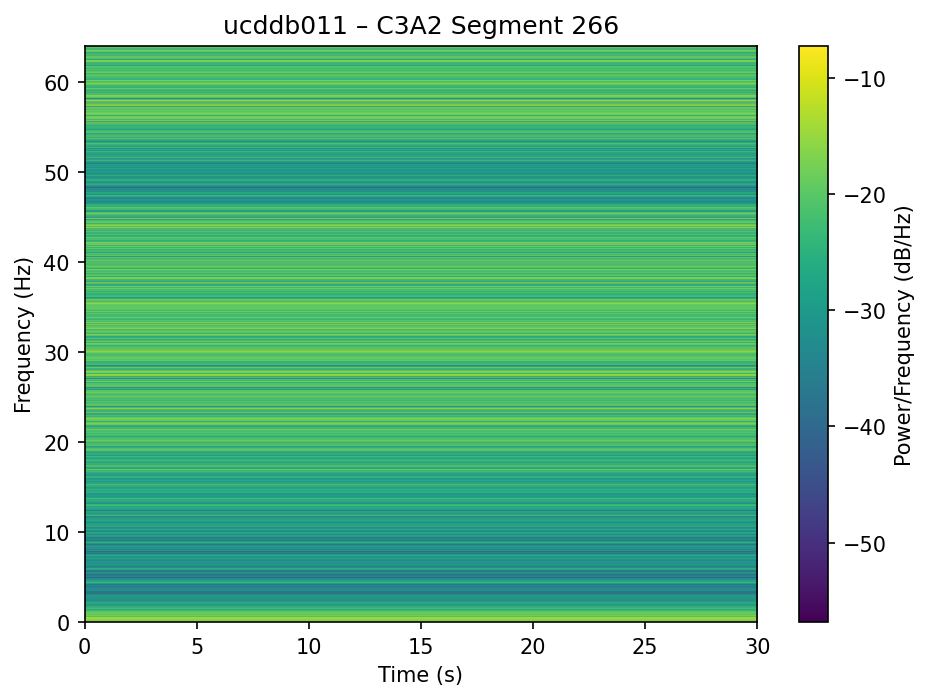 ucddb011 – C3A2 Segment 266
60
50
40
30
20
10
0
Frequency (Hz)
0 5 10 15 20 25 30
Time (s)
−10
−20
−30
−40
−50
Power/Frequency (dB/Hz)